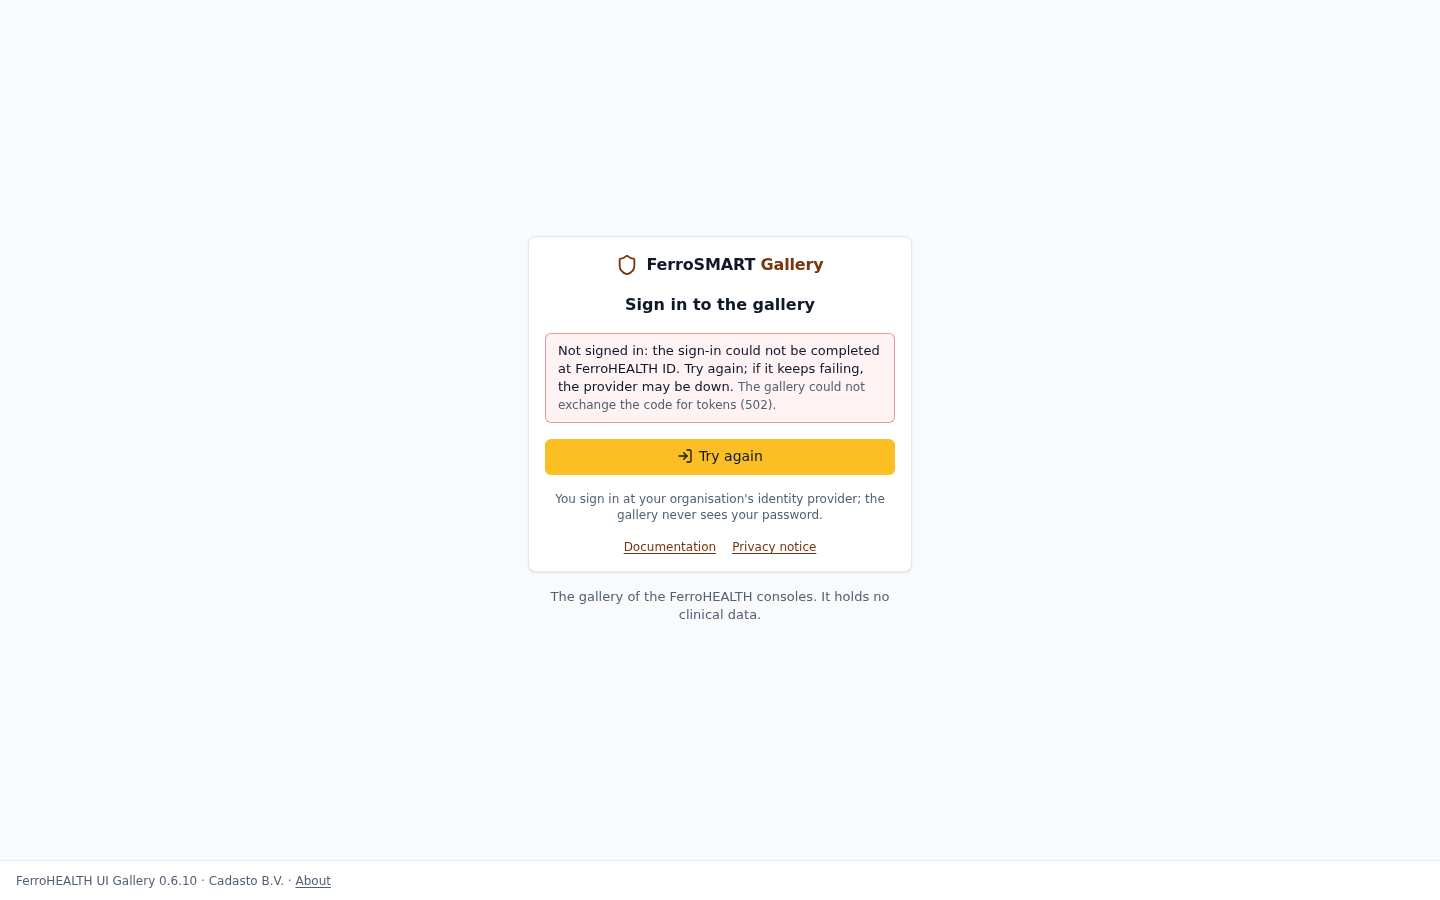 FerroSMART Gallery
Sign in to the gallery
Not signed in: the sign-in could not be completed
at FerroHEALTH ID. Try again; if it keeps failing,
the provider may be down. The gallery could not
exchange the code for tokens (502).
Try again
You sign in at your organisation's identity provider; the
gallery never sees your password.
Documentation Privacy notice
The gallery of the FerroHEALTH consoles. It holds no
clinical data.
FerroHEALTH UI Gallery 0.6.10 · Cadasto B.V. · About